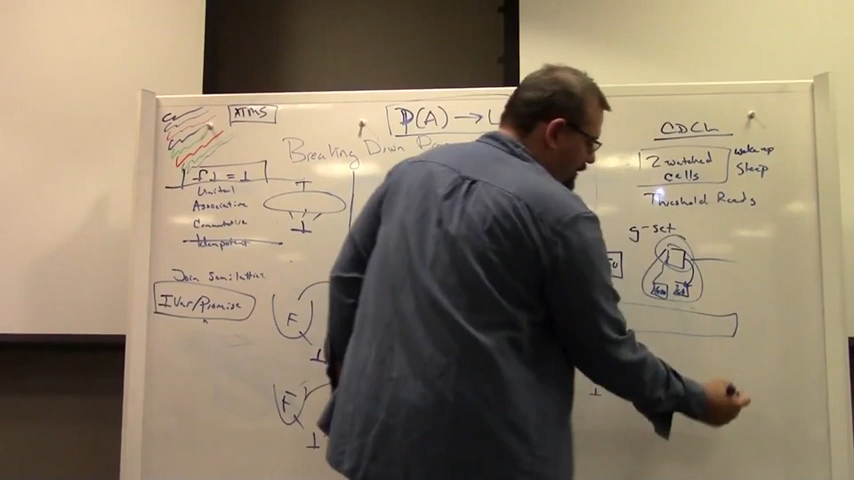 XTMS
P(A) → L
Breaking Down
f⊥ = ⊥
Unital
Associative
Commutative
Idempotent
⊤
⊥
Join Semilattice
IVar/Promise
F
⊥
F
⊥
CDCL
2 watched
cells
wake up
Sleep
Threshold Reads
g-set
⊥